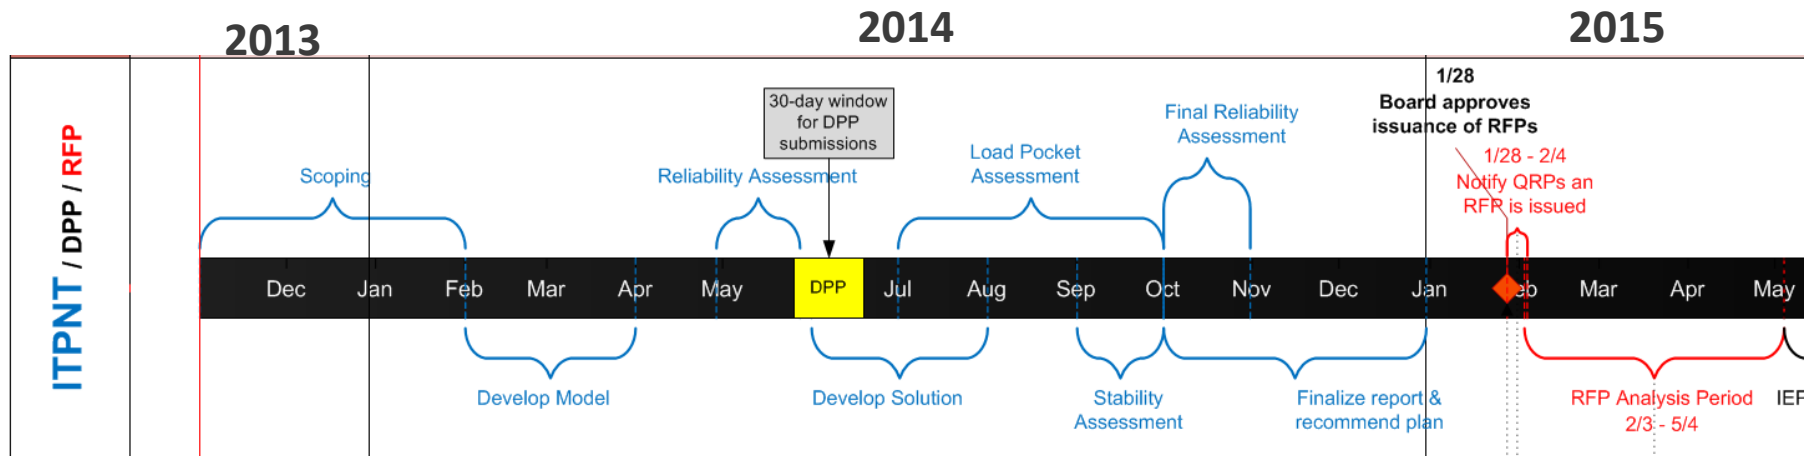 2013
2014
2015
ITPNT / DPP / RFP
1/28
Board approves
issuance of RFPs
30-day window
for DPP
submissions
Final Reliability
Assessment
Load Pocket
Assessment
1/28 - 2/4
Notify QRPs an
RFP is issued
Scoping
Reliability Assessment
Dec Jan Feb Mar Apr May DPP Jul Aug Sep Oct Nov Dec Jan eb Mar Apr May
Develop Model
Develop Solution
Stability
Assessment
Finalize report &
recommend plan
RFP Analysis Period
2/3 - 5/4